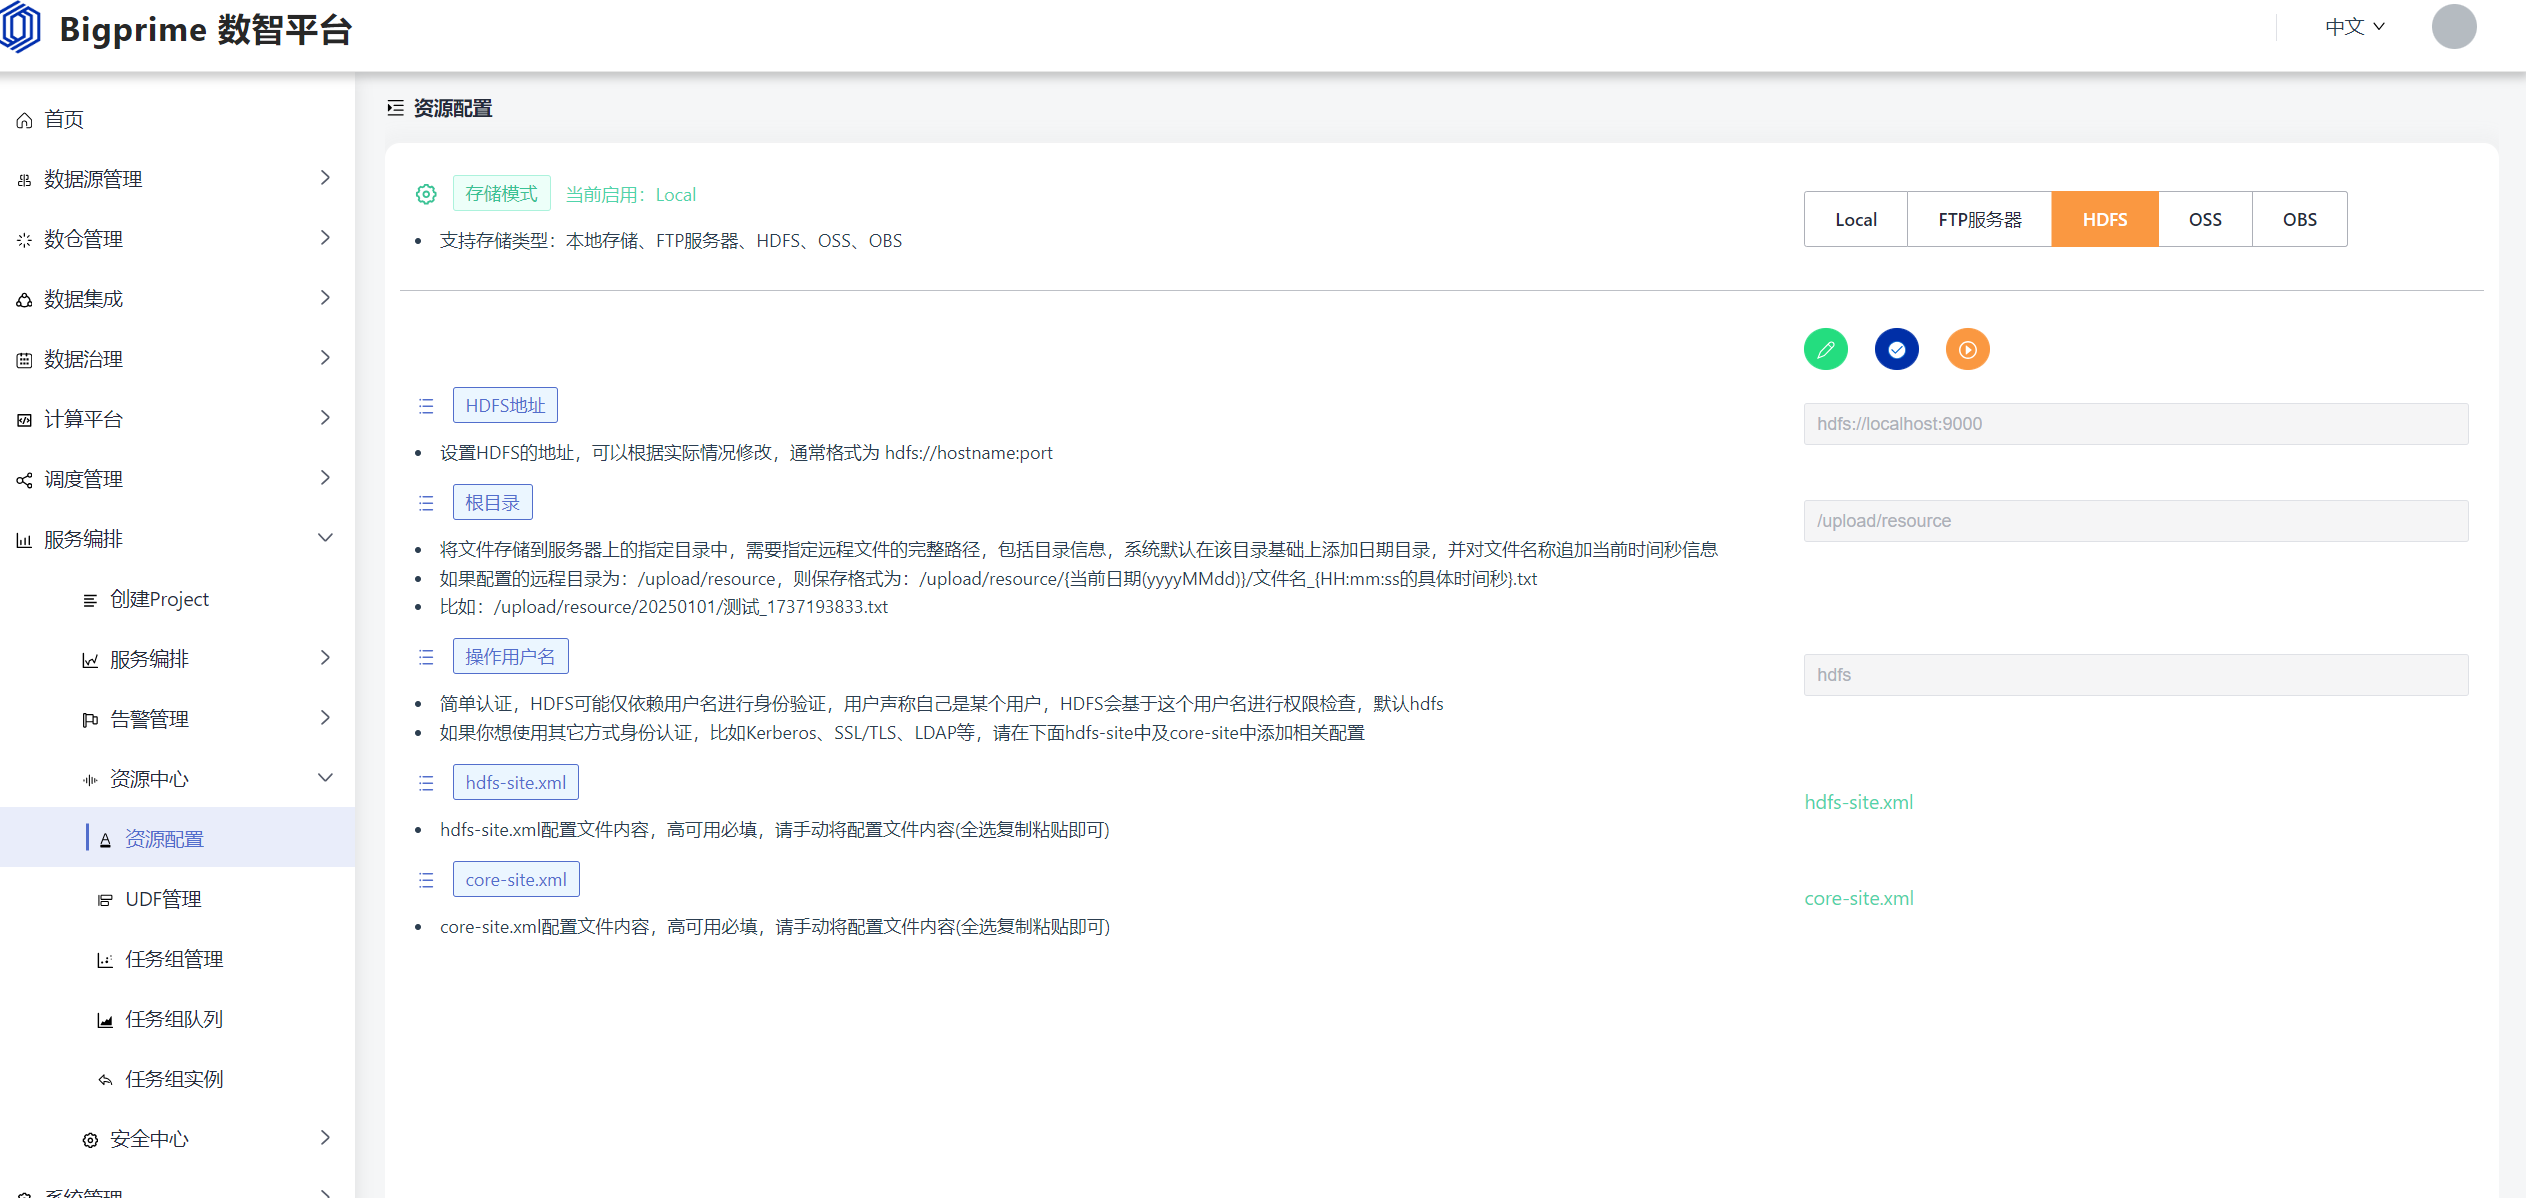 Bigprime 数智平台
中文
首页
数据源管理
数仓管理
数据集成
数据治理
计算平台
调度管理
服务编排
创建Project
服务编排
告警管理
资源中心
资源配置
UDF管理
任务组管理
任务组队列
任务组实例
安全中心
系统管理
资源配置
存储模式 当前启用：Local
支持存储类型：本地存储、FTP服务器、HDFS、OSS、OBS
Local FTP服务器 HDFS OSS OBS
HDFS地址
hdfs://localhost:9000
设置HDFS的地址，可以根据实际情况修改，通常格式为 hdfs://hostname:port
根目录
/upload/resource
将文件存储到服务器上的指定目录中，需要指定远程文件的完整路径，包括目录信息，系统默认在该目录基础上添加日期目录，并对文件名称追加当前时间秒信息
如果配置的远程目录为：/upload/resource，则保存格式为：/upload/resource/{当前日期(yyyyMMdd)}/文件名_{HH:mm:ss的具体时间秒}.txt
比如：/upload/resource/20250101/测试_1737193833.txt
操作用户名
hdfs
简单认证，HDFS可能仅依赖用户名进行身份验证，用户声称自己是某个用户，HDFS会基于这个用户名进行权限检查，默认hdfs
如果你想使用其它方式身份认证，比如Kerberos、SSL/TLS、LDAP等，请在下面hdfs-site中及core-site中添加相关配置
hdfs-site.xml
hdfs-site.xml
hdfs-site.xml配置文件内容，高可用必填，请手动将配置文件内容(全选复制粘贴即可)
core-site.xml
core-site.xml
core-site.xml配置文件内容，高可用必填，请手动将配置文件内容(全选复制粘贴即可)